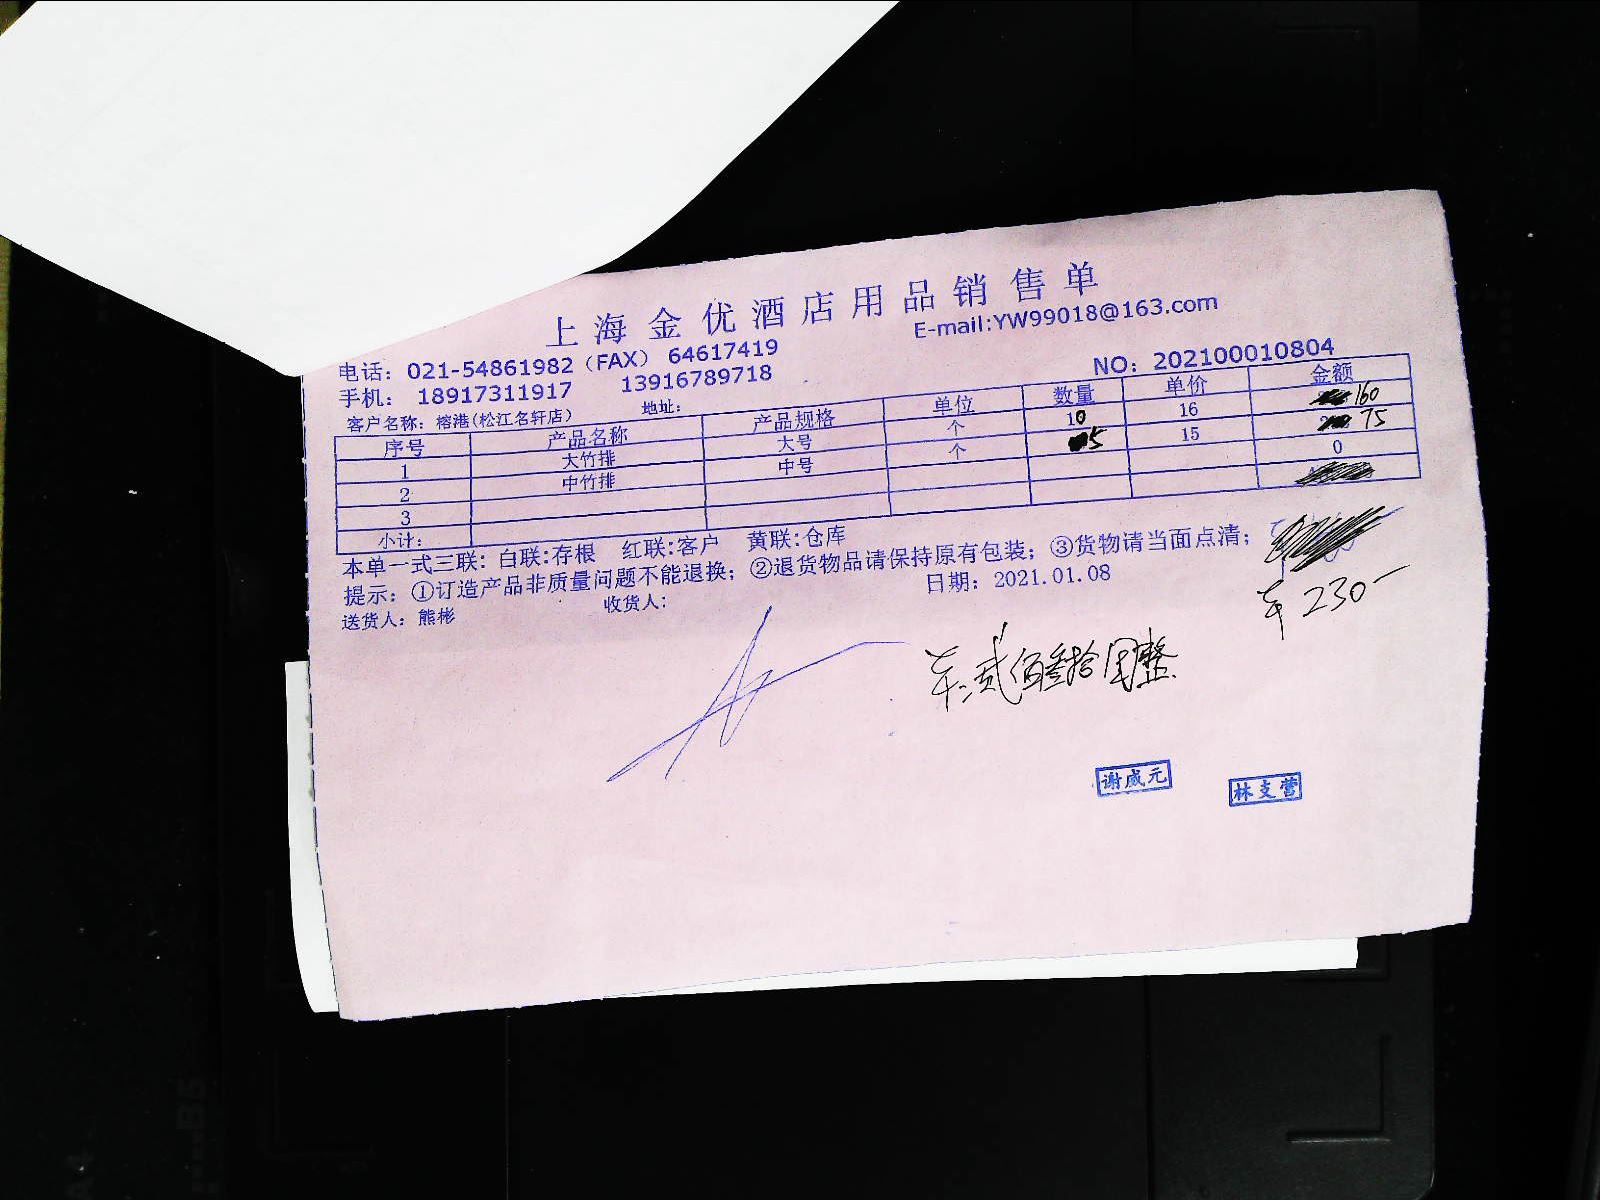 上海金优酒店用品销售单
电话：021-54861982（FAX） 64617419 E-mail:YW99018@163.com
手机： 18917311917 13916789718 NO：202100010804
客户名称：榕港(松江名轩店) 地址：
序号 产品名称 产品规格 单位 数量 单价 金额
1 大竹排 大号 个 10 16 160
2 中竹排 中号 个 5 15 75
3 0
小计：
本单一式三联：白联:存根 红联:客户 黄联:仓库
提示：①订造产品非质量问题不能退换；②退货物品请保持原有包装；③货物请当面点清；
送货人：熊彬 收货人： 日期：2021.01.08
¥230-
贰佰叁拾圆整
谢威元 林支营